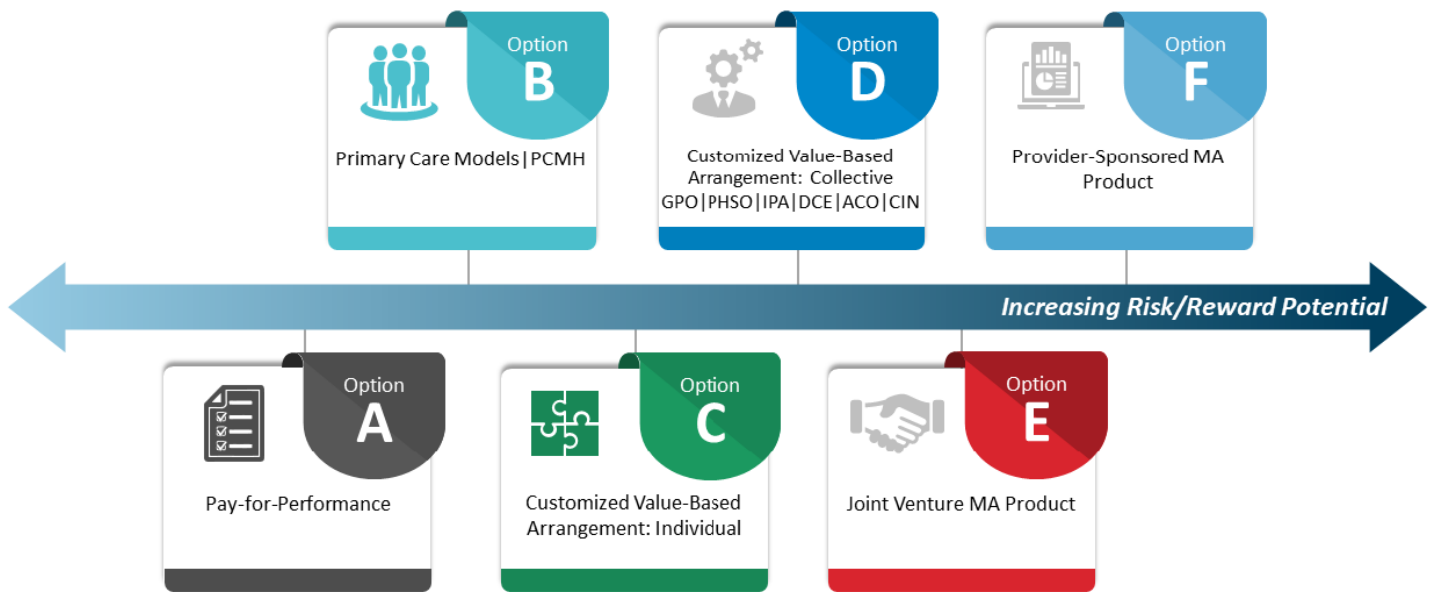 Option
B
Primary Care Models|PCMH
Option
D
Customized Value-Based
Arrangement: Collective
GPO|PHSO|IPA|DCE|ACO|CIN
Option
F
Provider-Sponsored MA
Product
Increasing Risk/Reward Potential
Option
A
Pay-for-Performance
Option
C
Customized Value-Based
Arrangement: Individual
Option
E
Joint Venture MA Product